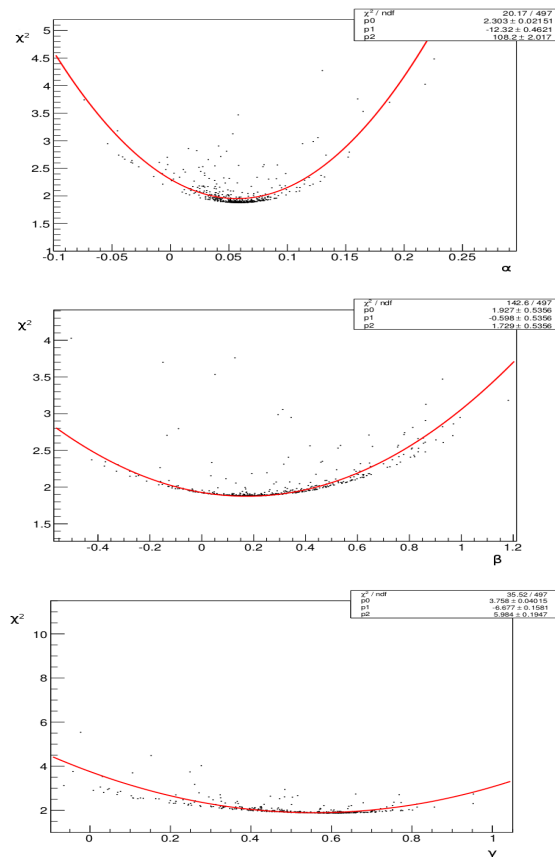 χ² / ndf 20.17 / 497
p0 2.303 ± 0.02151
p1 -12.32 ± 0.4621
p2 108.2 ± 2.017
χ²
5
4.5
4
3.5
3
2.5
2
1.5
1
-0.1 -0.05 0 0.05 0.1 0.15 0.2 0.25
α
χ² / ndf 142.6 / 497
p0 1.927 ± 0.5356
p1 -0.598 ± 0.5356
p2 1.729 ± 0.5356
χ²
4
3.5
3
2.5
2
1.5
-0.4 -0.2 0 0.2 0.4 0.6 0.8 1 1.2
β
χ² / ndf 35.52 / 497
p0 3.758 ± 0.04015
p1 -6.677 ± 0.1581
p2 5.984 ± 0.1947
χ²
10
8
6
4
2
0 0.2 0.4 0.6 0.8 1
γ